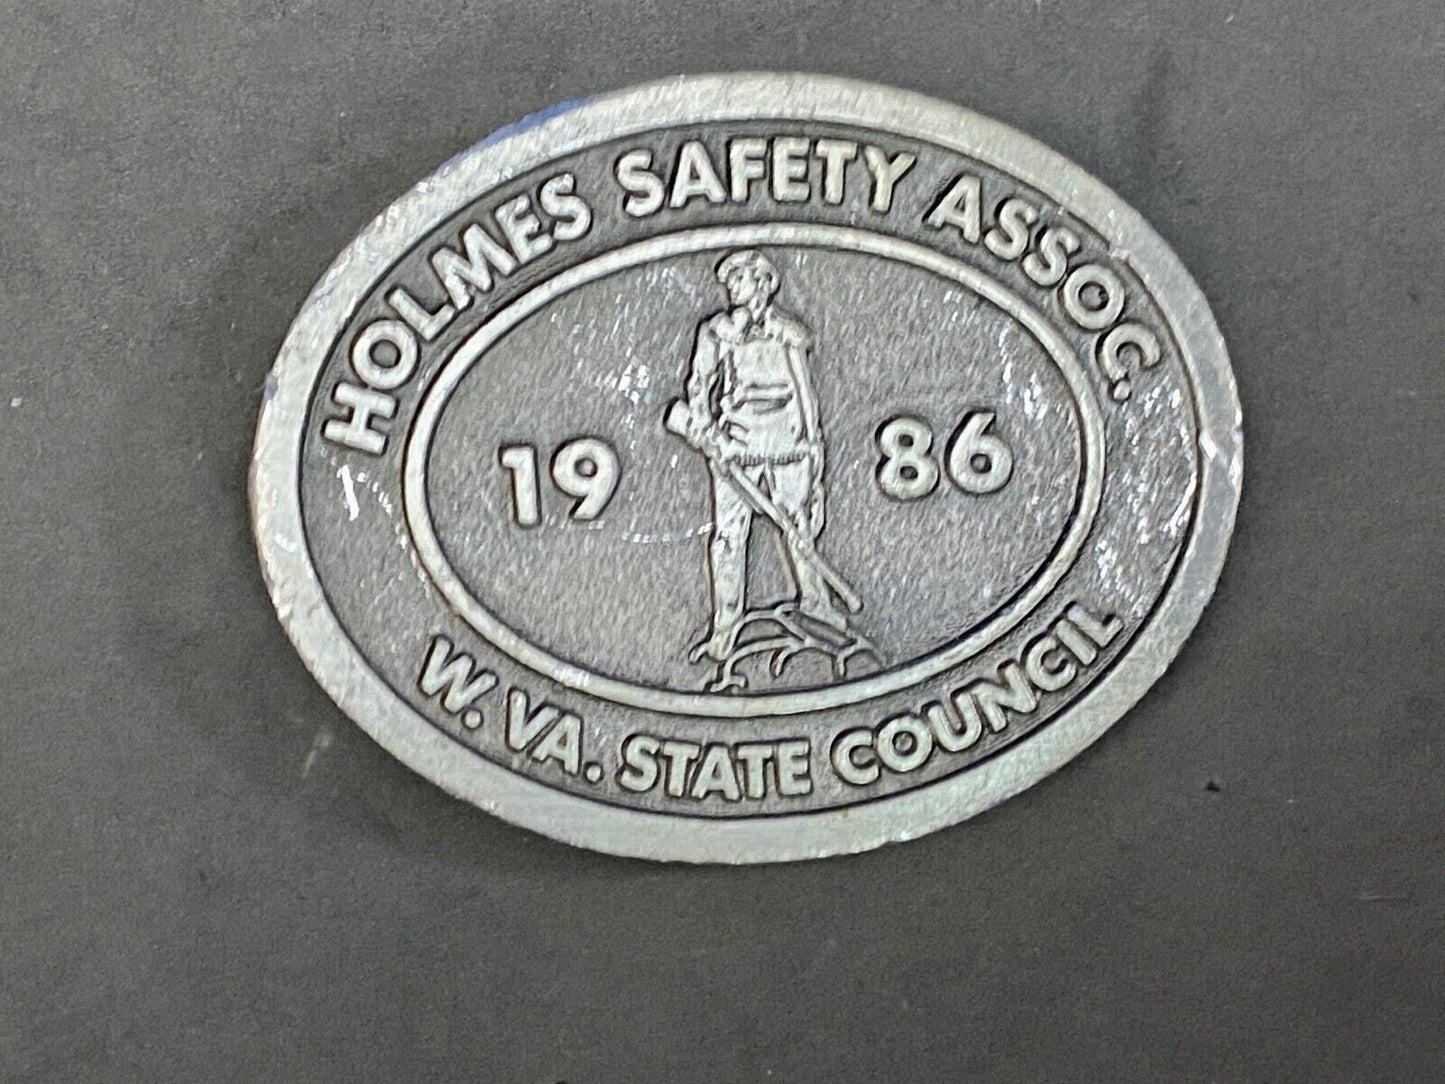 HOLMES SAFETY ASSOC.
19 86
W. VA. STATE COUNCIL